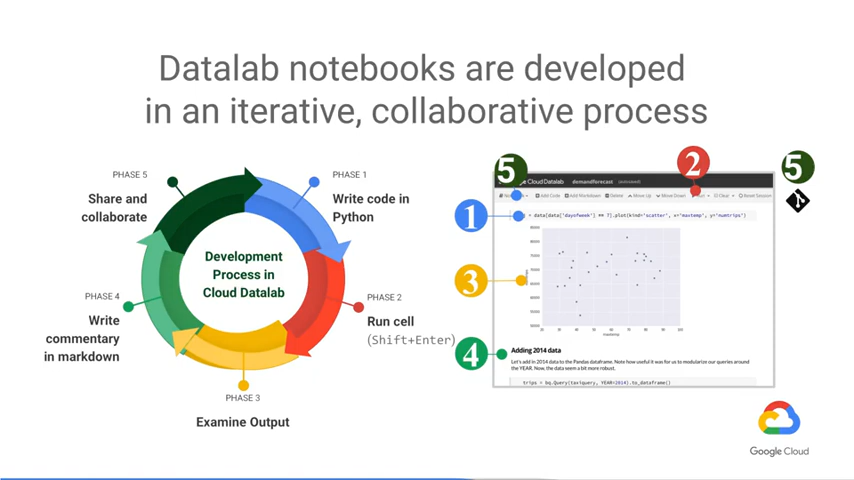 Datalab notebooks are developed
in an iterative, collaborative process
PHASE 5
Share and
collaborate
PHASE 1
Write code in
Python
PHASE 4
Write
commentary
in markdown
PHASE 2
Run cell
(Shift+Enter)
PHASE 3
Examine Output
Development
Process in
Cloud Datalab
5
2
5
Cloud Datalab demandforecast
Add Code Add Markdown Delete Move Up Move Down Clear Reset Session
1
= data[data['dayofweek'] == 7].plot(kind='scatter', x='maxtemp', y='numtrips')
3
maxtemp
4
Adding 2014 data
Let's add in 2014 data to the Pandas dataframe. Note how useful it was for us to modularize our queries around
the YEAR. Now, the data seem a bit more robust.
trips = bq.Query(taxiquery, YEAR=2014).to_dataframe()
Google Cloud